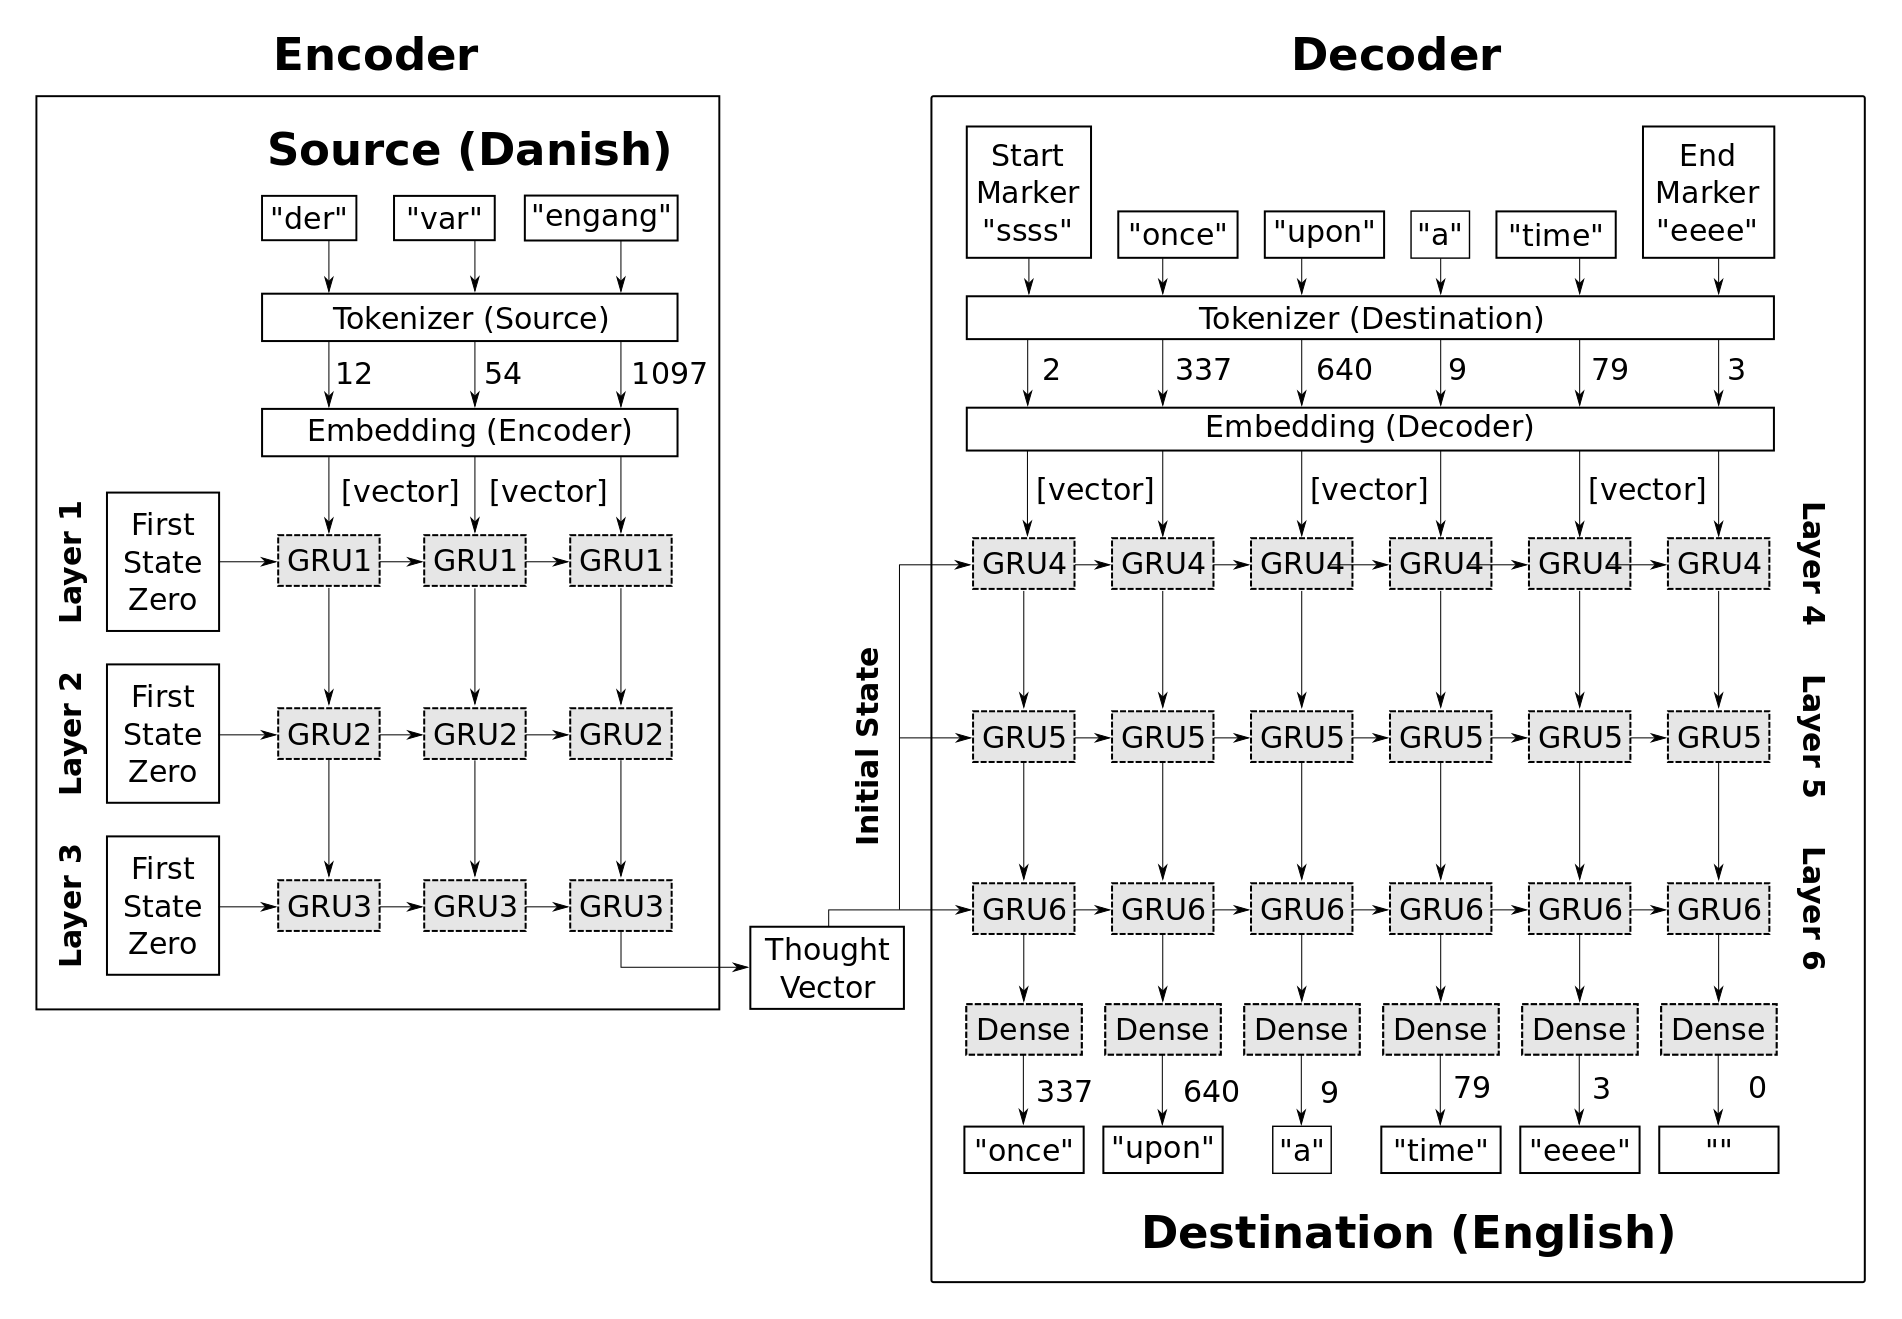 Encoder
Source (Danish)
"der" "var" "engang"
Tokenizer (Source)
12 54 1097
Embedding (Encoder)
[vector] [vector]
Layer 1
First
State
Zero
GRU1 GRU1 GRU1
Layer 2
First
State
Zero
GRU2 GRU2 GRU2
Layer 3
First
State
Zero
GRU3 GRU3 GRU3
Thought
Vector
Initial State
Decoder
Start
Marker
"ssss"
"once" "upon" "a" "time"
End
Marker
"eeee"
Tokenizer (Destination)
2 337 640 9 79 3
Embedding (Decoder)
[vector] [vector] [vector]
GRU4 GRU4 GRU4 GRU4 GRU4 GRU4
Layer 4
GRU5 GRU5 GRU5 GRU5 GRU5 GRU5
Layer 5
GRU6 GRU6 GRU6 GRU6 GRU6 GRU6
Layer 6
Dense Dense Dense Dense Dense Dense
337 640 9 79 3 0
"once" "upon" "a" "time" "eeee" ""
Destination (English)